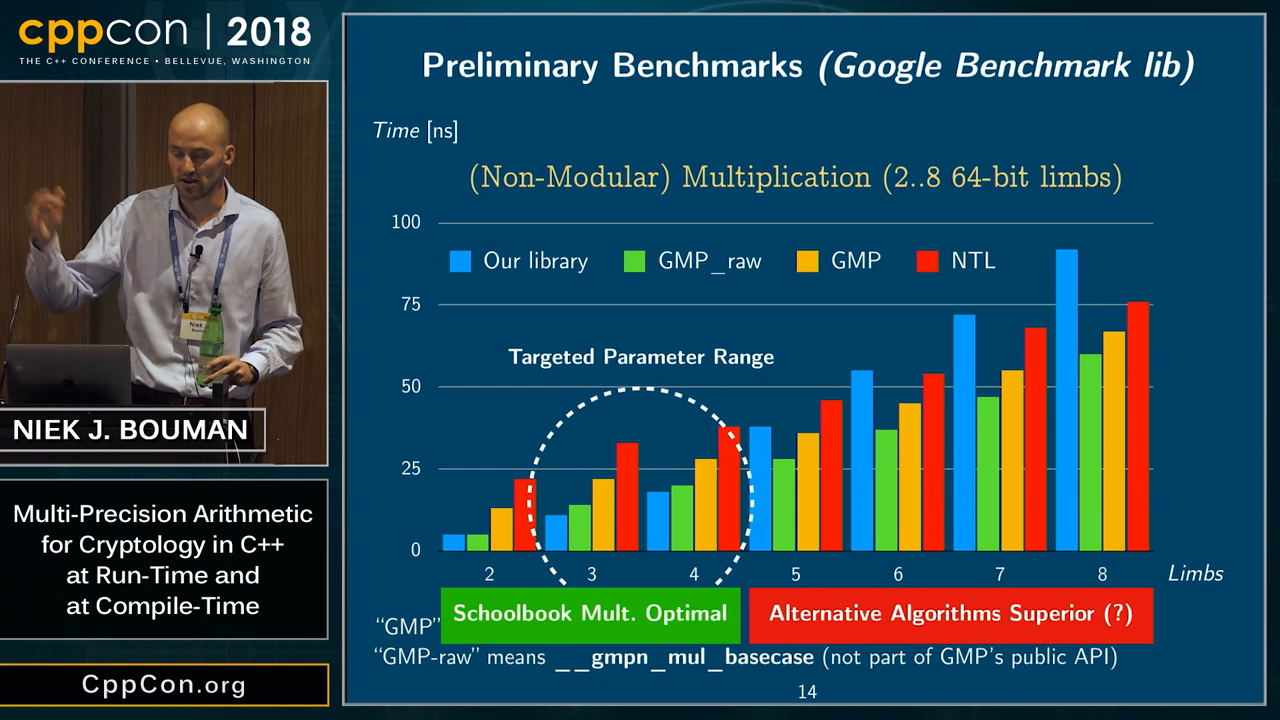 cppcon | 2018
THE C++ CONFERENCE • BELLEVUE, WASHINGTON
Niek
NIEK J. BOUMAN
Multi-Precision Arithmetic
for Cryptology in C++
at Run-Time and
at Compile-Time
CppCon.org
Preliminary Benchmarks (Google Benchmark lib)
Time [ns]
(Non-Modular) Multiplication (2..8 64-bit limbs)
100
Our library GMP_raw GMP NTL
75
Targeted Parameter Range
50
25
0
2 3 4 5 6 7 8 Limbs
Schoolbook Mult. Optimal Alternative Algorithms Superior (?)
“GMP”
“GMP-raw” means __gmpn_mul_basecase (not part of GMP's public API)
14